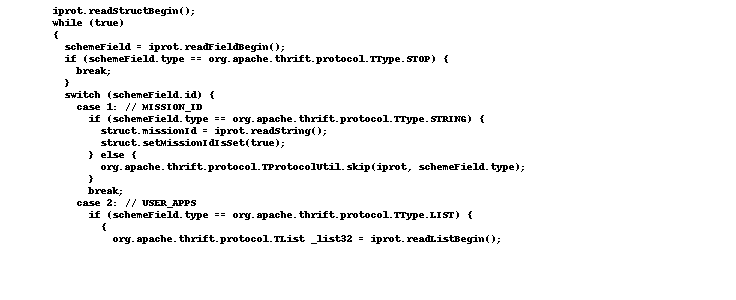 iprot.readStructBegin();
while (true)
{
schemeField = iprot.readFieldBegin();
if (schemeField.type == org.apache.thrift.protocol.TType.STOP) {
break;
}
switch (schemeField.id) {
case 1: // MISSION_ID
if (schemeField.type == org.apache.thrift.protocol.TType.STRING) {
struct.missionId = iprot.readString();
struct.setMissionIdIsSet(true);
} else {
org.apache.thrift.protocol.TProtocolUtil.skip(iprot, schemeField.type);
}
break;
case 2: // USER_APPS
if (schemeField.type == org.apache.thrift.protocol.TType.LIST) {
{
org.apache.thrift.protocol.TList _list32 = iprot.readListBegin();